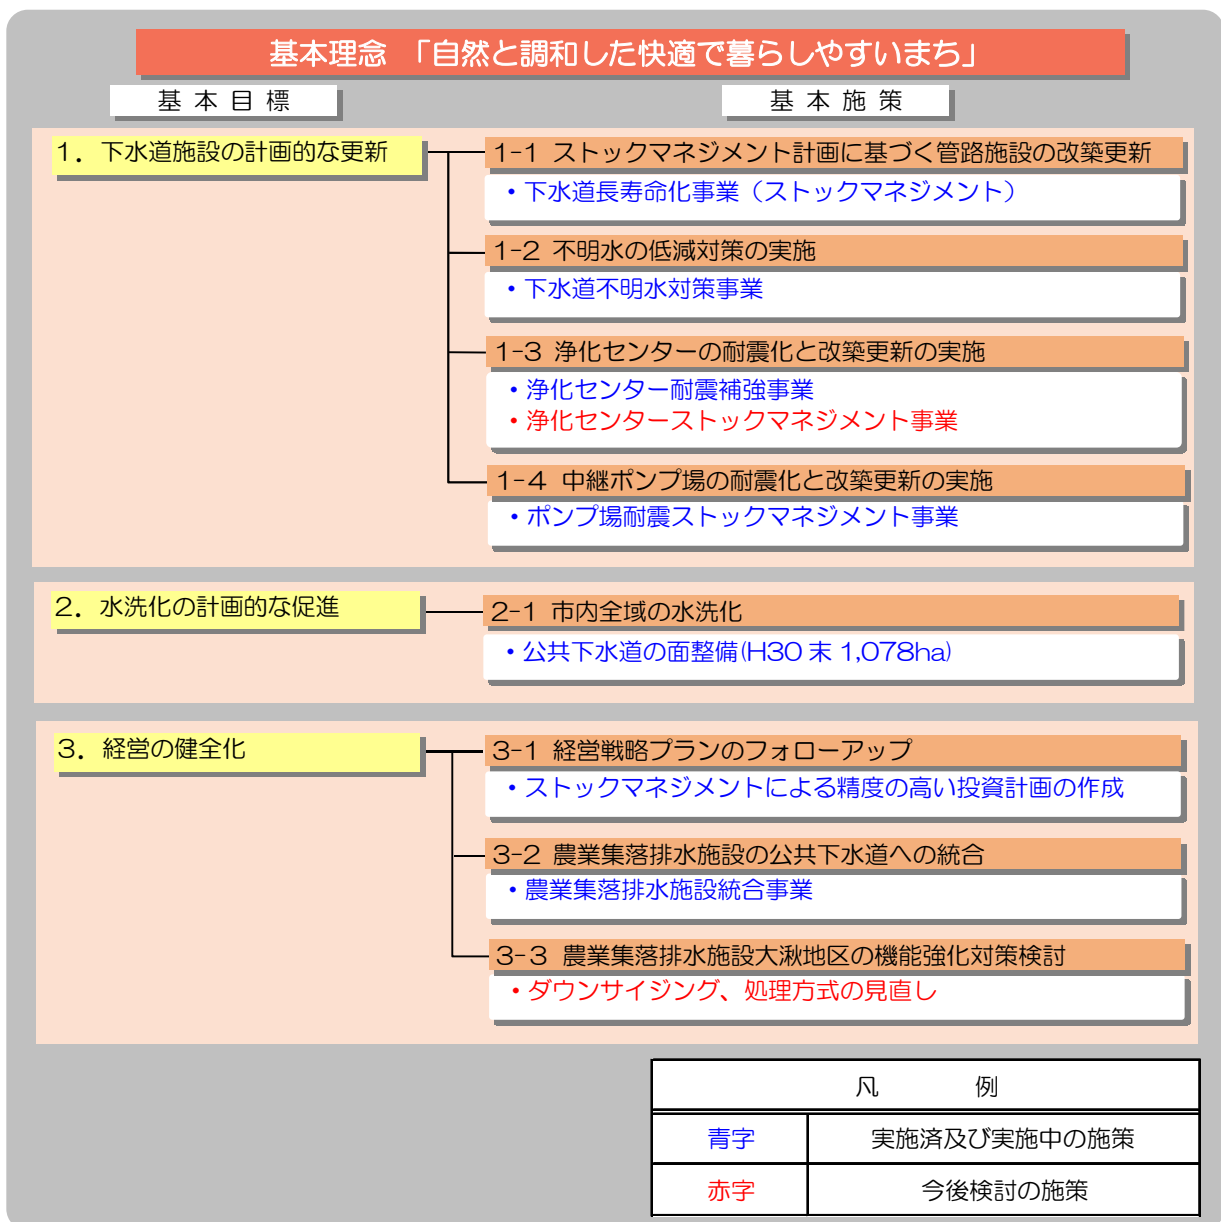 基本理念 「自然と調和した快適で暮らしやすいまち」
基本目標
基本施策
1. 下水道施設の計画的な更新
1-1 ストックマネジメント計画に基づく管路施設の改築更新
・下水道長寿命化事業（ストックマネジメント）
1-2 不明水の低減対策の実施
・下水道不明水対策事業
1-3 浄化センターの耐震化と改築更新の実施
・浄化センター耐震補強事業
・浄化センターストックマネジメント事業
1-4 中継ポンプ場の耐震化と改築更新の実施
・ポンプ場耐震ストックマネジメント事業
2. 水洗化の計画的な促進
2-1 市内全域の水洗化
・公共下水道の面整備(H30末 1,078ha)
3. 経営の健全化
3-1 経営戦略プランのフォローアップ
・ストックマネジメントによる精度の高い投資計画の作成
3-2 農業集落排水施設の公共下水道への統合
・農業集落排水施設統合事業
3-3 農業集落排水施設大湫地区の機能強化対策検討
・ダウンサイジング、処理方式の見直し
凡 例
青字 実施済及び実施中の施策
赤字 今後検討の施策